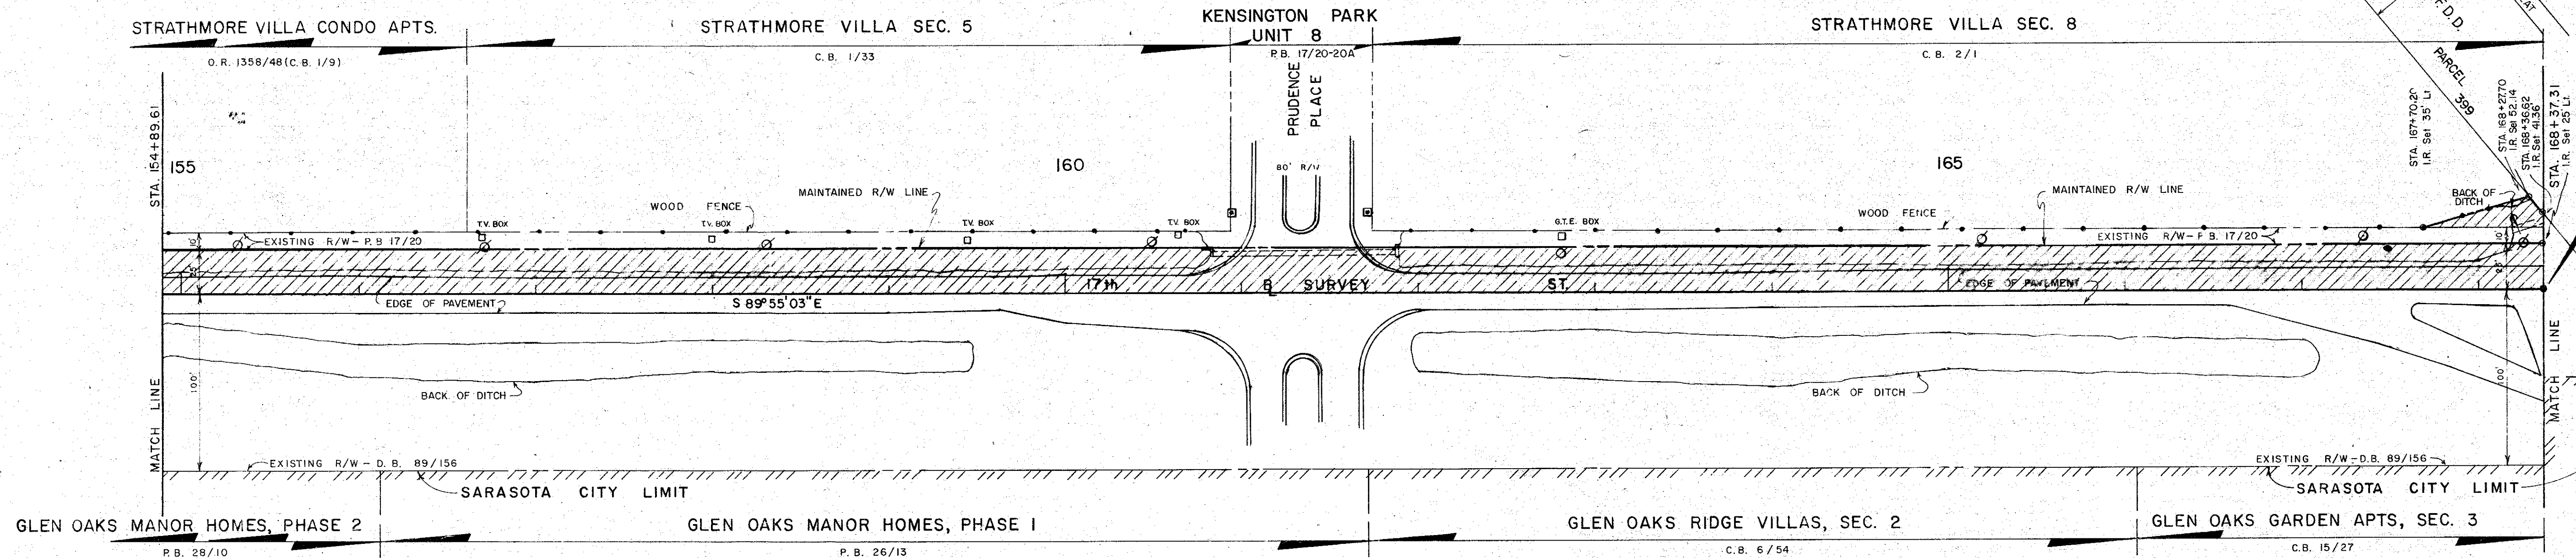 STRATHMORE VILLA CONDO APTS.
O.R. 1358/48 (C.B. 1/9)
STRATHMORE VILLA SEC. 5
C.B. 1/33
KENSINGTON PARK
UNIT 8
P.B. 17/20-20A
STRATHMORE VILLA SEC. 8
C.B. 2/1
F.D.D.
PARCEL 399
PRUDENCE
PLACE
80' R/W
STA. 154+89.61
155
160
165
STA. 167+70.20
I.R. Set 35' Lt.
STA. 168+27.70
I.R. Set 52.14
STA. 168+36.62
I.R. Set 41.36'
STA. 168+37.31
I.R. Set 25' Lt.
MAINTAINED R/W LINE
WOOD FENCE
T.V. BOX
T.V. BOX
T.V. BOX
T.V. BOX
G.T.E. BOX
WOOD FENCE
MAINTAINED R/W LINE
BACK OF
DITCH
EXISTING R/W- P.B 17/20
EXISTING R/W-P.B. 17/20
10'
25'
10'
25'
17th
BL SURVEY
ST.
EDGE OF PAVEMENT
S 89°55'03"E
EDGE OF PAVEMENT
MATCH LINE
100'
BACK OF DITCH
BACK OF DITCH
100'
MATCH LINE
EXISTING R/W - D.B. 89/156
EXISTING R/W-D.B. 89/156
SARASOTA CITY LIMIT
SARASOTA CITY LIMIT
GLEN OAKS MANOR HOMES, PHASE 2
P.B. 28/10
GLEN OAKS MANOR HOMES, PHASE 1
P.B. 26/13
GLEN OAKS RIDGE VILLAS, SEC. 2
C.B. 6/54
GLEN OAKS GARDEN APTS, SEC. 3
C.B. 15/27